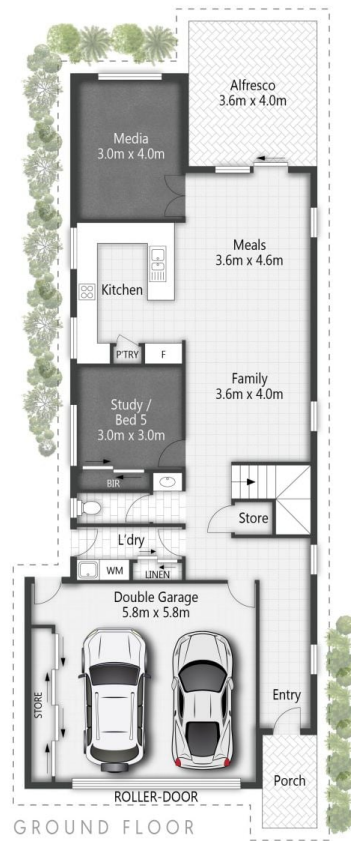 Alfresco
3.6m x 4.0m
Media
3.0m x 4.0m
Meals
3.6m x 4.6m
Kitchen
P'TRY
F
Family
3.6m x 4.0m
Study /
Bed 5
3.0m x 3.0m
BIR
Store
L'dry
WM
LINEN
Double Garage
5.8m x 5.8m
STORE
Entry
Porch
ROLLER-DOOR
GROUND FLOOR